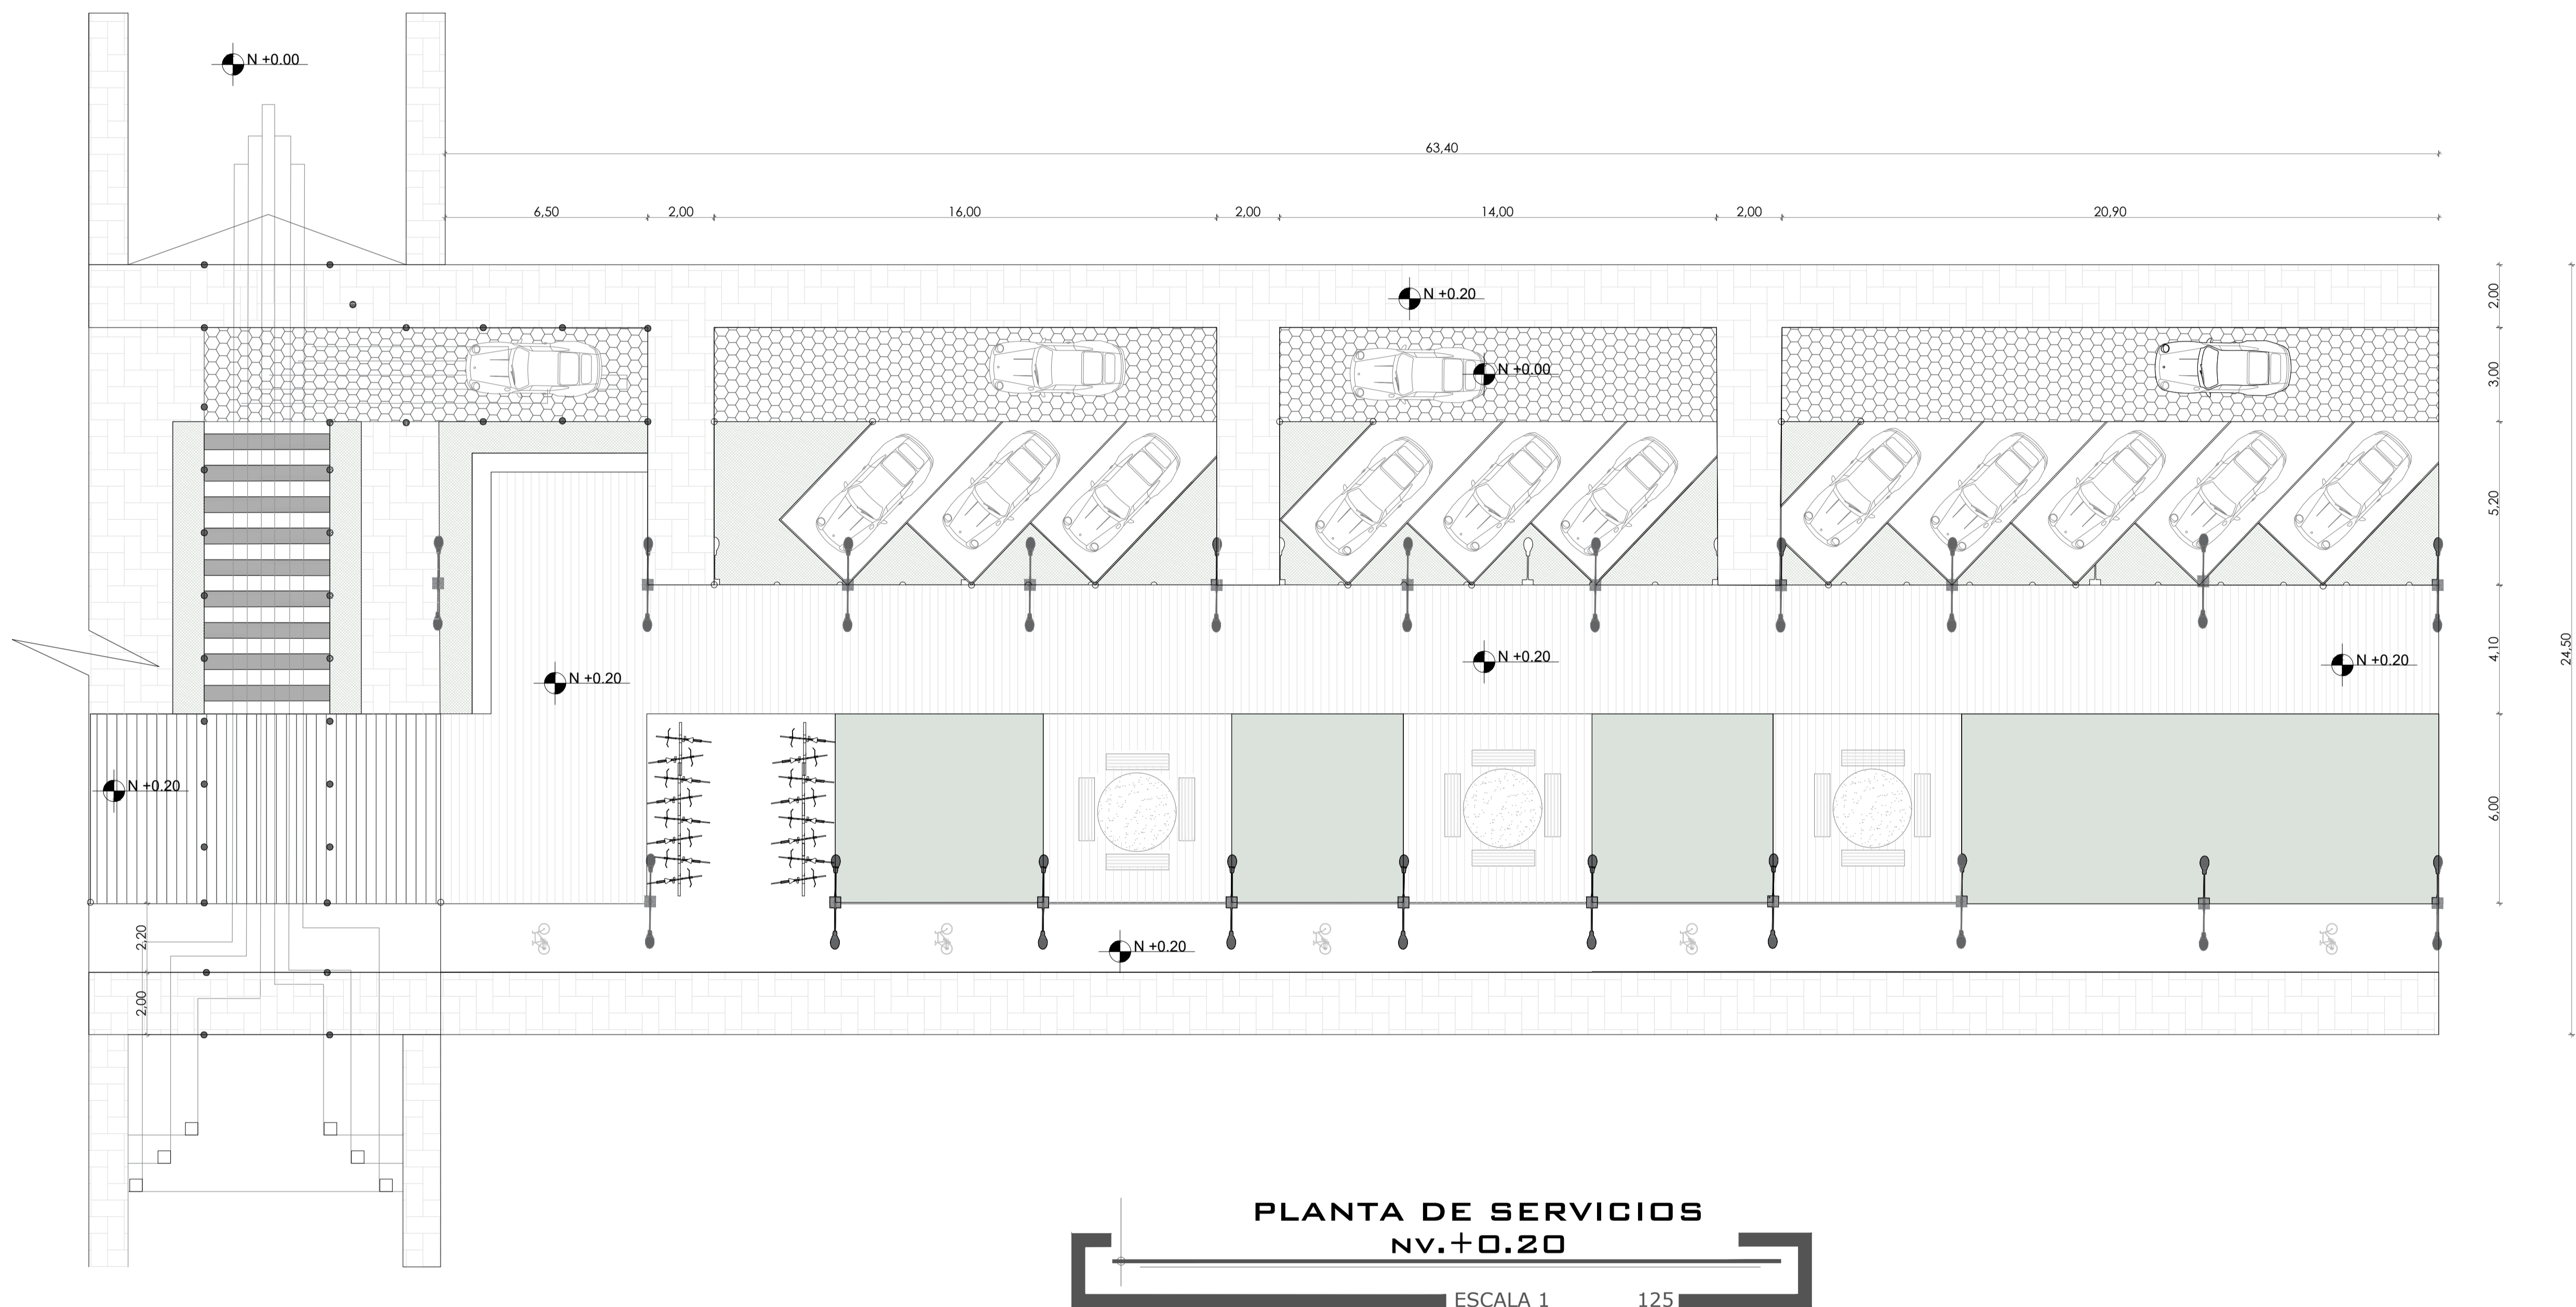 N +0.00
63,40
6,50
2,00
16,00
2,00
14,00
2,00
20,90
N +0.20
2,00
N +0.00
3,00
5,20
N +0.20
N +0.20
N +0.20
4,10
24,50
N +0.20
6,00
2,20
N +0.20
2,00
PLANTA DE SERVICIOS
NV.+0.20
ESCALA 1 125